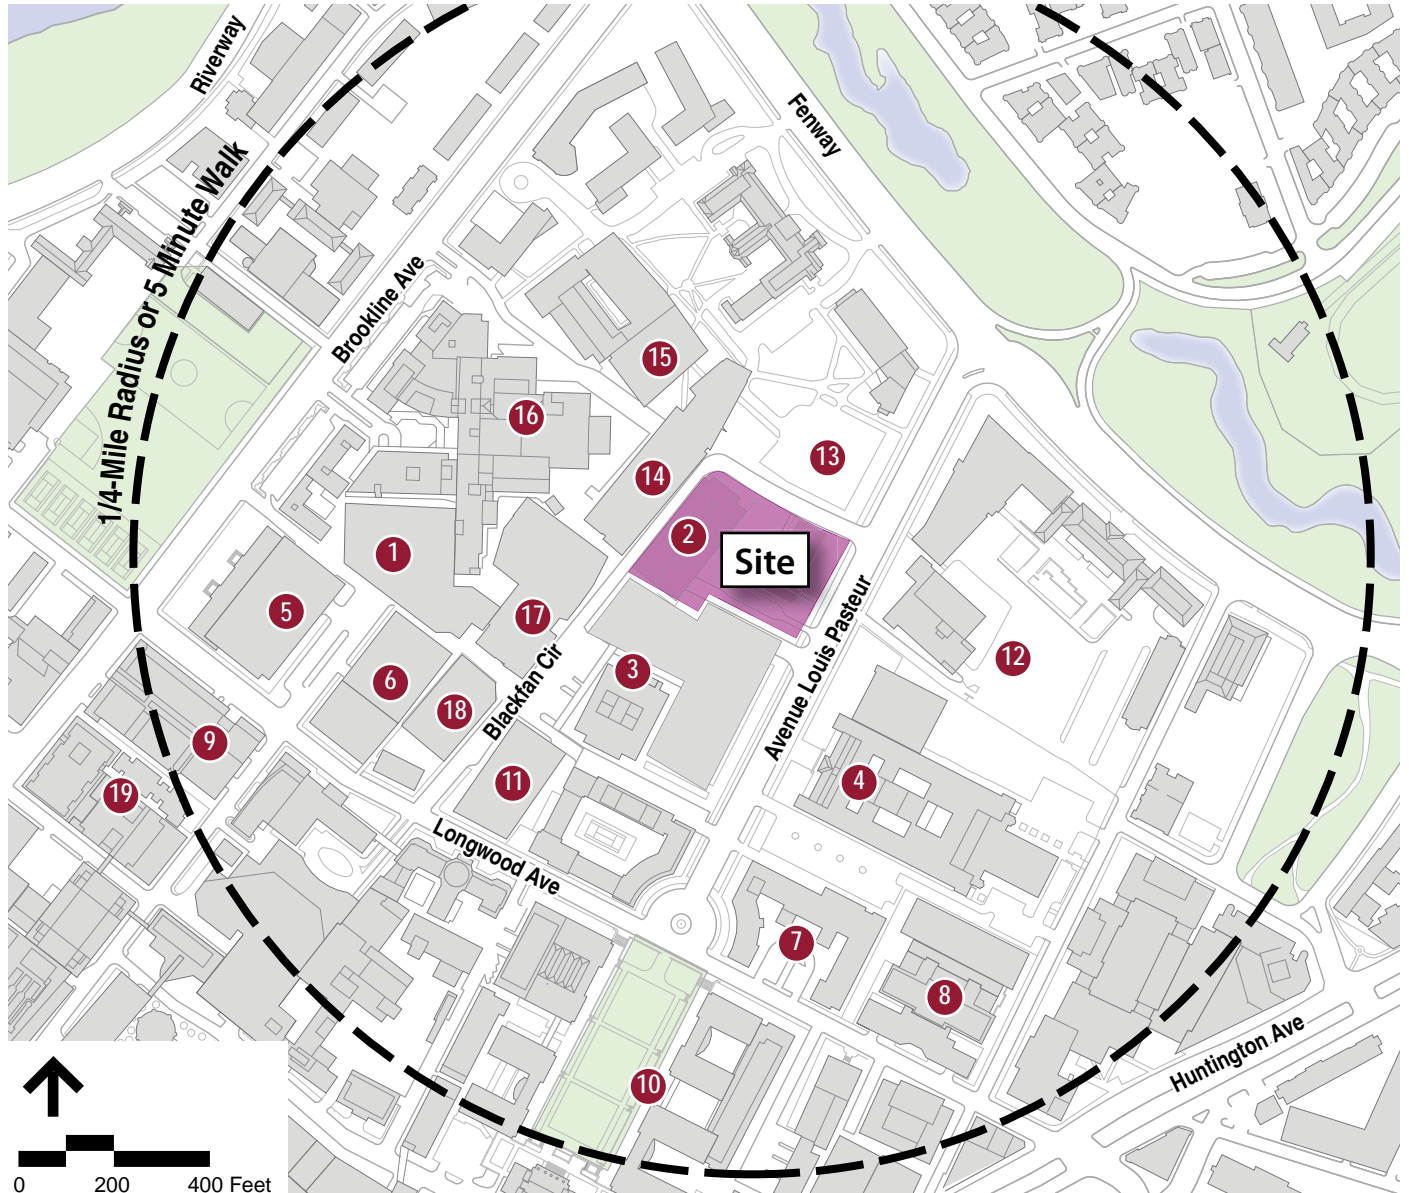 Riverway
Fenway
1/4-Mile Radius or 5 Minute Walk
Brookline Ave
15
16
13
14
2
Site
1
5
17
12
3
6
18
Blackfan Cir
Avenue Louis Pasteur
9
11
4
19
Longwood Ave
7
8
10
Huntington Ave
0 200 400 Feet